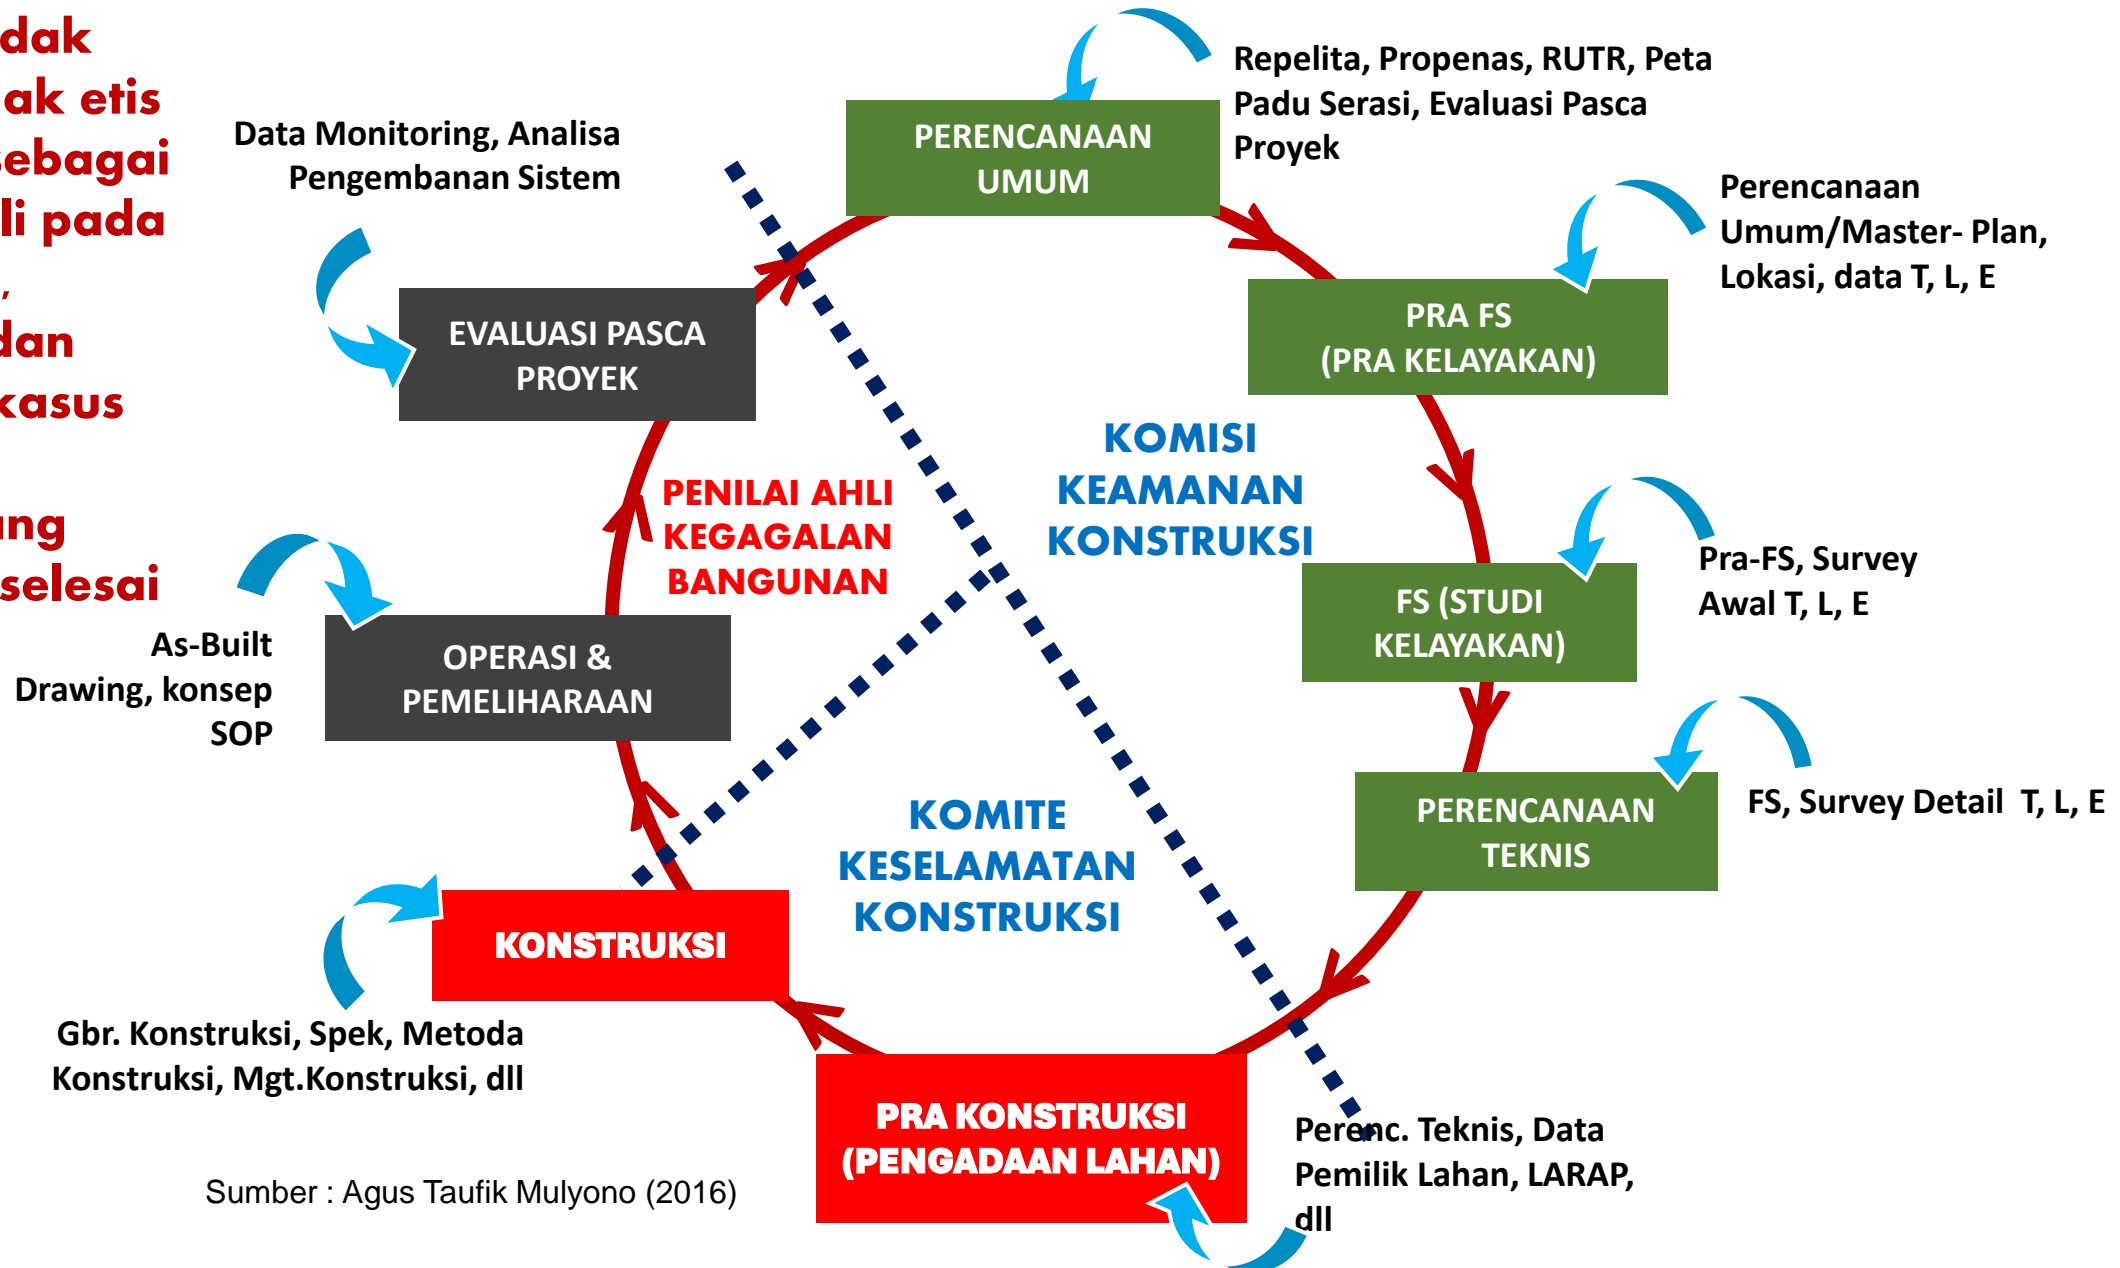 dak
ak etis
sebagai
li pada
,
dan
kasus
ang
selesai
Data Monitoring, Analisa
Pengembanan Sistem
PERENCANAAN
UMUM
Repelita, Propenas, RUTR, Peta
Padu Serasi, Evaluasi Pasca
Proyek
Perencanaan
Umum/Master- Plan,
Lokasi, data T, L, E
EVALUASI PASCA
PROYEK
PRA FS
(PRA KELAYAKAN)
KOMISI
KEAMANAN
KONSTRUKSI
PENILAI AHLI
KEGAGALAN
BANGUNAN
Pra-FS, Survey
Awal T, L, E
FS (STUDI
KELAYAKAN)
As-Built
Drawing, konsep
SOP
OPERASI &
PEMELIHARAAN
PERENCANAAN
TEKNIS
FS, Survey Detail  T, L, E
KOMITE
KESELAMATAN
KONSTRUKSI
KONSTRUKSI
Gbr. Konstruksi, Spek, Metoda
Konstruksi, Mgt.Konstruksi, dll
PRA KONSTRUKSI
(PENGADAAN LAHAN)
Perenc. Teknis, Data
Pemilik Lahan, LARAP,
dll
Sumber : Agus Taufik Mulyono (2016)